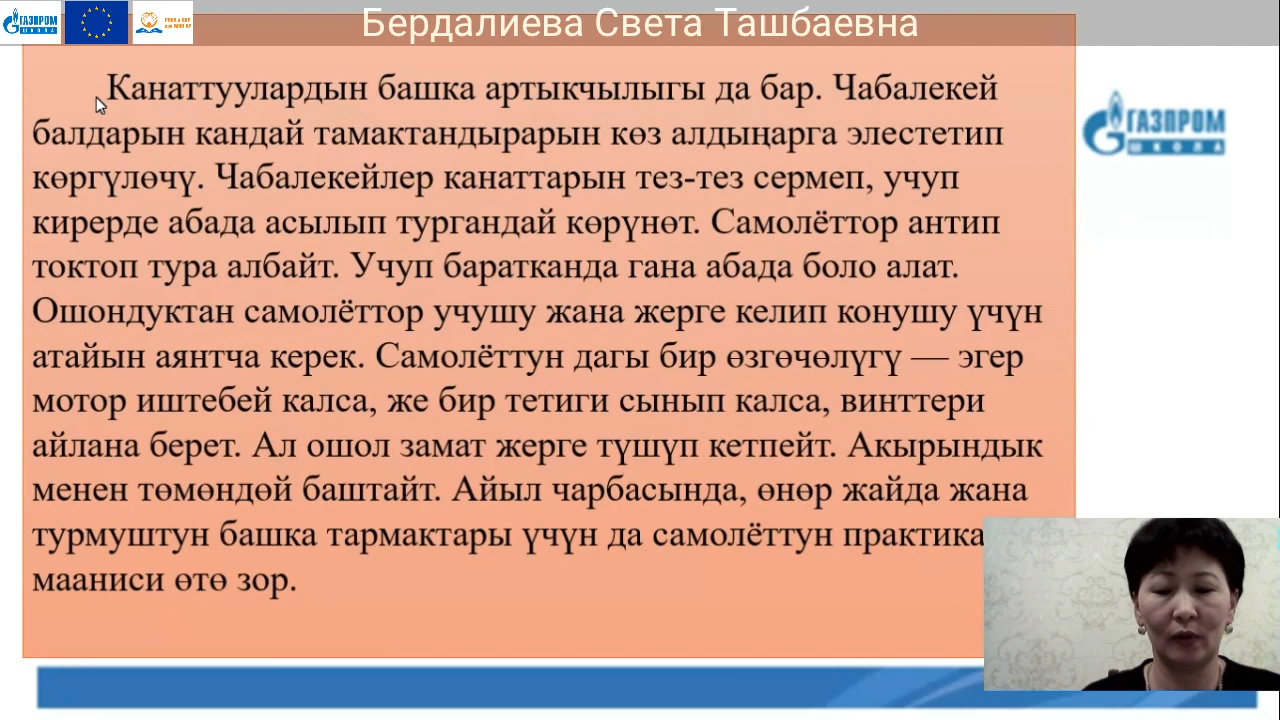 ГАЗПРОМ
ШКОЛА
Бердалиева Света Ташбаевна
Канаттуулардын башка артыкчылыгы да бар. Чабалекей
балдарын кандай тамактандырарын көз алдыңарга элестетип
көргүлөчү. Чабалекейлер канаттарын тез-тез сермеп, учуп
кирерде абада асылып тургандай көрүнөт. Самолёттор антип
токтоп тура албайт. Учуп баратканда гана абада боло алат.
Ошондуктан самолёттор учушу жана жерге келип конушу үчүн
атайын аянтча керек. Самолёттун дагы бир өзгөчөлүгү — эгер
мотор иштебей калса, же бир тетиги сынып калса, винттери
айлана берет. Ал ошол замат жерге түшүп кетпейт. Акырындык
менен төмөндөй баштайт. Айыл чарбасында, өнөр жайда жана
турмуштун башка тармактары үчүн да самолёттун практика
мааниси өтө зор.
ГАЗПРОМ
ШКОЛА